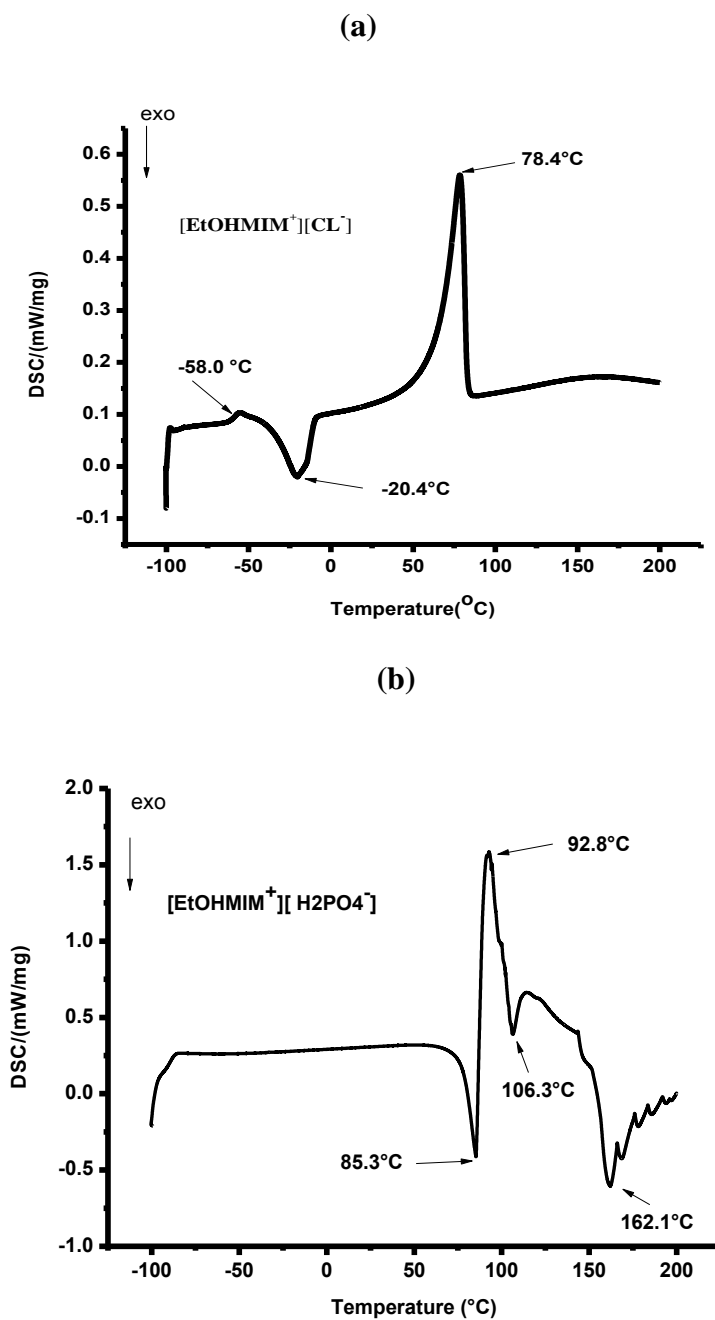 (a)
exo
0.6
0.5
0.4
0.3
0.2
0.1
0.0
-0.1
DSC/(mW/mg)
78.4°C
[EtOHMIM⁺][CL⁻]
-58.0 °C
-20.4°C
-100 -50 0 50 100 150 200
Temperature(°C)
(b)
exo
2.0
1.5
1.0
0.5
0.0
-0.5
-1.0
DSC/(mW/mg)
92.8°C
[EtOHMIM⁺][ H2PO4⁻]
106.3°C
85.3°C
162.1°C
-100 -50 0 50 100 150 200
Temperature (°C)